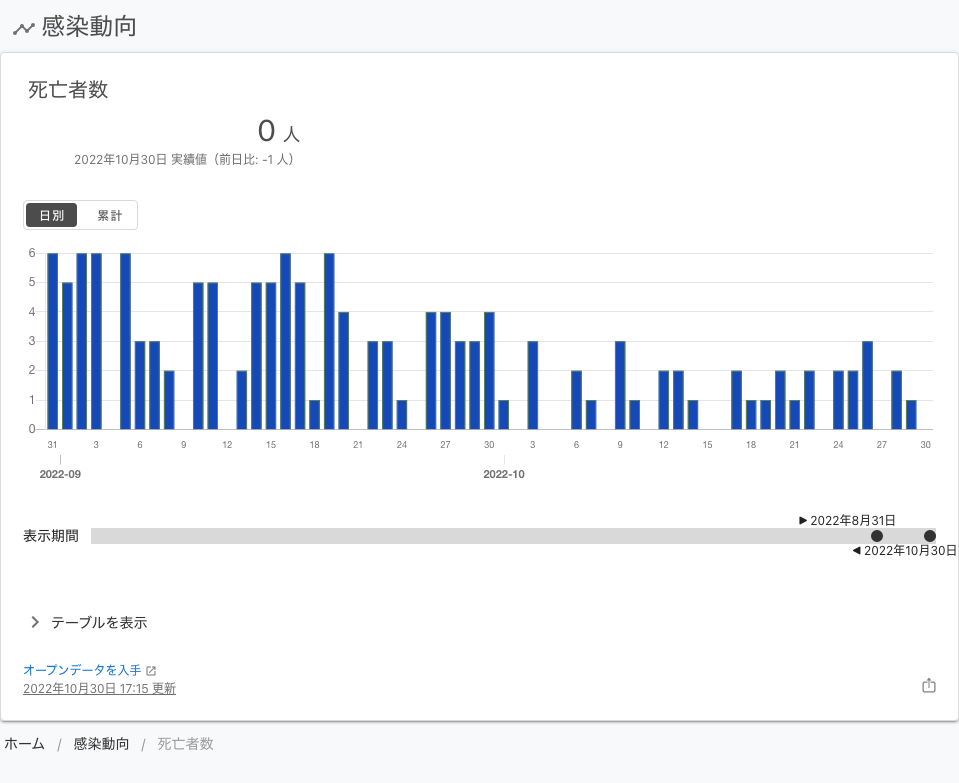 感染動向
死亡者数
0 人
2022年10月30日 実績値（前日比: -1 人）
日別 累計
6
5
4
3
2
1
0
31 3 6 9 12 15 18 21 24 27 30 3 6 9 12 15 18 21 24 27 30
2022-09 2022-10
2022年8月31日
表示期間
2022年10月30日
テーブルを表示
オープンデータを入手
2022年10月30日 17:15 更新
ホーム / 感染動向 / 死亡者数